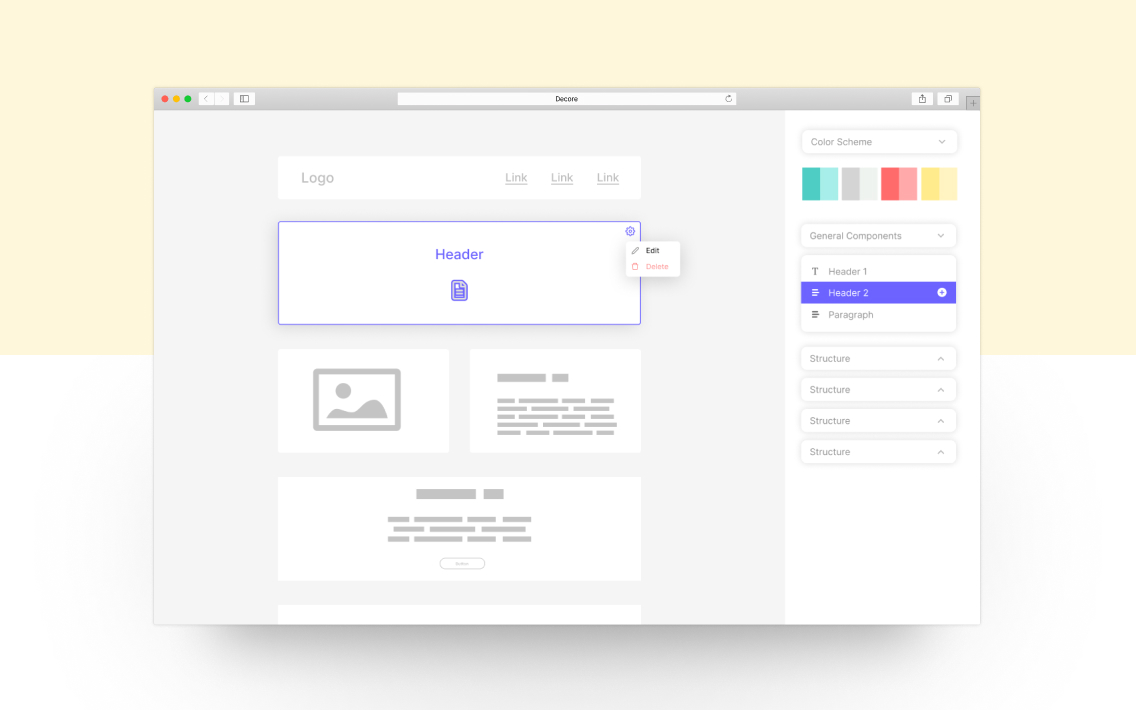 Decore
Logo
Link Link Link
Header
Edit
Delete
Color Scheme
General Components
Header 1
Header 2
Paragraph
Structure
Structure
Structure
Structure